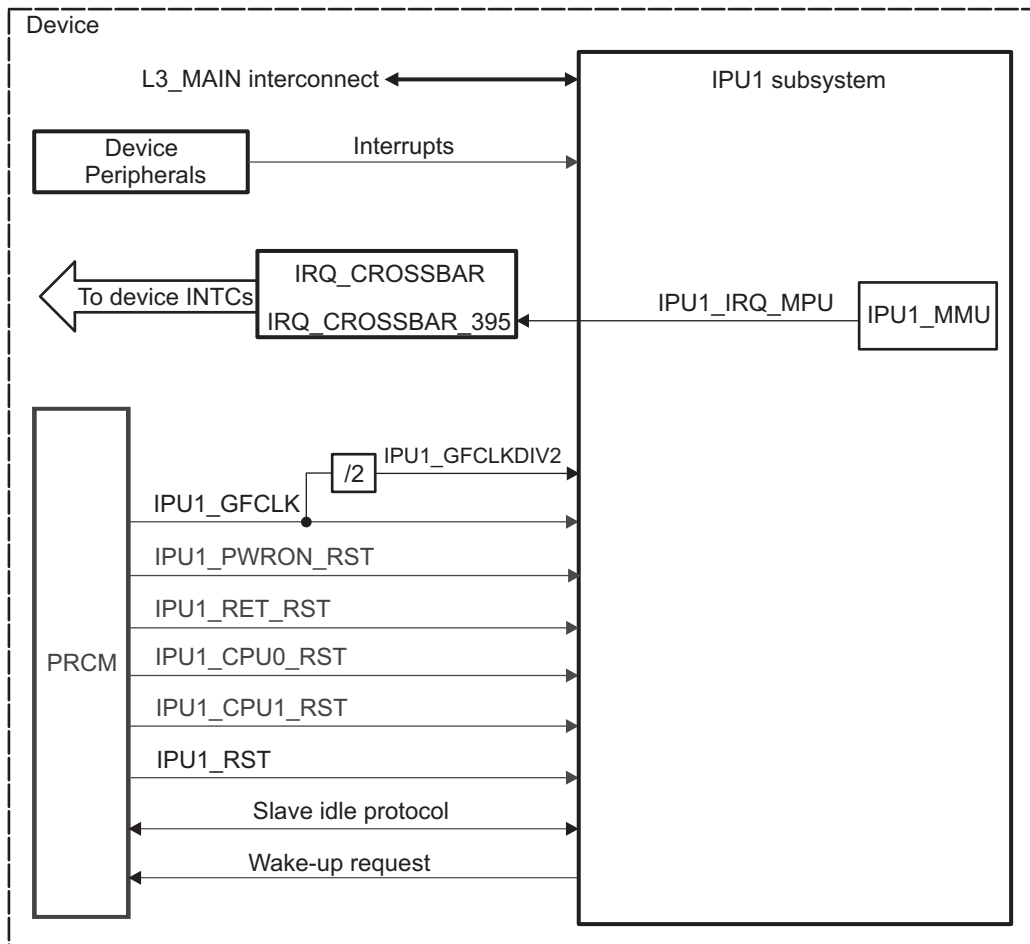 Device
L3_MAIN interconnect
IPU1 subsystem
Device
Peripherals
Interrupts
IRQ_CROSSBAR
To device INTCs
IRQ_CROSSBAR_395
IPU1_IRQ_MPU
IPU1_MMU
/2
IPU1_GFCLKDIV2
IPU1_GFCLK
IPU1_PWRON_RST
IPU1_RET_RST
PRCM
IPU1_CPU0_RST
IPU1_CPU1_RST
IPU1_RST
Slave idle protocol
Wake-up request